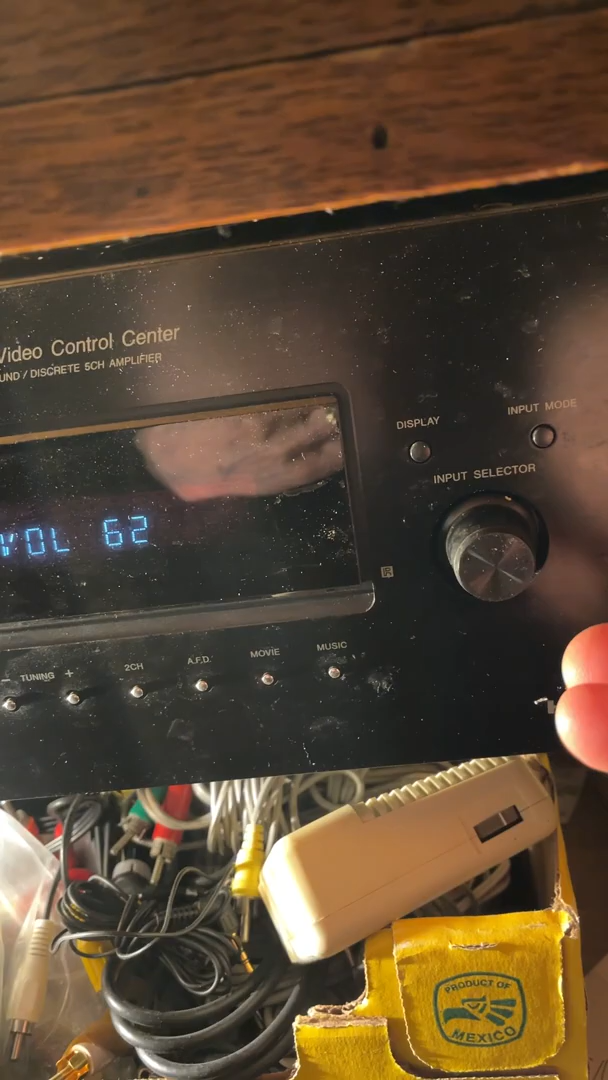 Video Control Center
UND / DISCRETE 5CH AMPLIFIER
DISPLAY
INPUT MODE
INPUT SELECTOR
VOL 62
IR
– TUNING +
2CH
A.F.D.
MOVIE
MUSIC
PRODUCT OF
MEXICO